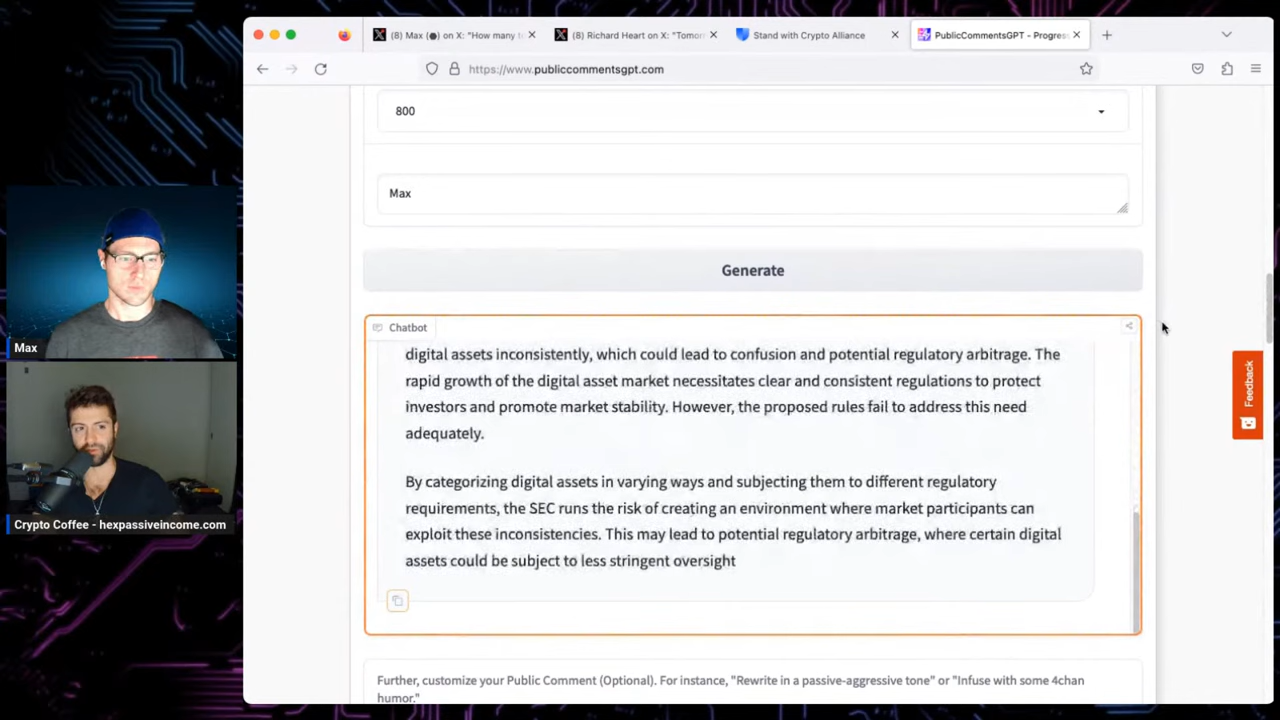 (8) Max (●) on X: "How many t
(8) Richard Heart on X: "Tomor
Stand with Crypto Alliance
PublicCommentsGPT - Progres
https://www.publiccommentsgpt.com
800
Max
Generate
Chatbot
digital assets inconsistently, which could lead to confusion and potential regulatory arbitrage. The
rapid growth of the digital asset market necessitates clear and consistent regulations to protect
investors and promote market stability. However, the proposed rules fail to address this need
adequately.
By categorizing digital assets in varying ways and subjecting them to different regulatory
requirements, the SEC runs the risk of creating an environment where market participants can
exploit these inconsistencies. This may lead to potential regulatory arbitrage, where certain digital
assets could be subject to less stringent oversight
Further, customize your Public Comment (Optional). For instance, "Rewrite in a passive-aggressive tone" or "Infuse with some 4chan
humor."
Feedback
Max
Crypto Coffee - hexpassiveincome.com